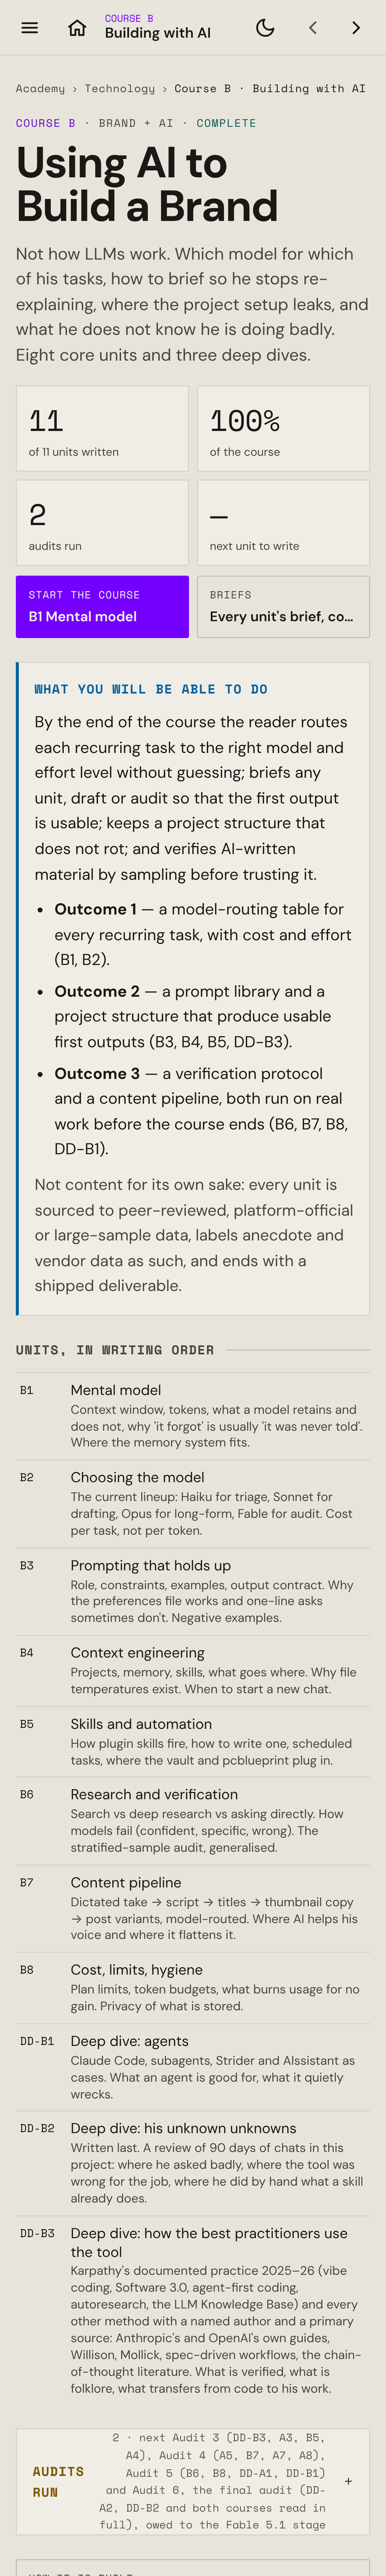 COURSE B
Building with AI
Academy › Technology › Course B · Building with AI
COURSE B · BRAND + AI · COMPLETE
Using AI to
Build a Brand
Not how LLMs work. Which model for which
of his tasks, how to brief so he stops re-
explaining, where the project setup leaks, and
what he does not know he is doing badly.
Eight core units and three deep dives.
11
of 11 units written
100%
of the course
2
audits run
—
next unit to write
START THE COURSE
B1 Mental model
BRIEFS
Every unit's brief, co…
WHAT YOU WILL BE ABLE TO DO
By the end of the course the reader routes
each recurring task to the right model and
effort level without guessing; briefs any
unit, draft or audit so that the first output
is usable; keeps a project structure that
does not rot; and verifies AI-written
material by sampling before trusting it.
• Outcome 1 — a model-routing table for
every recurring task, with cost and effort
(B1, B2).
• Outcome 2 — a prompt library and a
project structure that produce usable
first outputs (B3, B4, B5, DD-B3).
• Outcome 3 — a verification protocol
and a content pipeline, both run on real
work before the course ends (B6, B7, B8,
DD-B1).
Not content for its own sake: every unit is
sourced to peer-reviewed, platform-official
or large-sample data, labels anecdote and
vendor data as such, and ends with a
shipped deliverable.
UNITS, IN WRITING ORDER
B1 Mental model
Context window, tokens, what a model retains and
does not, why 'it forgot' is usually 'it was never told'.
Where the memory system fits.
B2 Choosing the model
The current lineup: Haiku for triage, Sonnet for
drafting, Opus for long-form, Fable for audit. Cost
per task, not per token.
B3 Prompting that holds up
Role, constraints, examples, output contract. Why
the preferences file works and one-line asks
sometimes don't. Negative examples.
B4 Context engineering
Projects, memory, skills, what goes where. Why file
temperatures exist. When to start a new chat.
B5 Skills and automation
How plugin skills fire, how to write one, scheduled
tasks, where the vault and pcblueprint plug in.
B6 Research and verification
Search vs deep research vs asking directly. How
models fail (confident, specific, wrong). The
stratified-sample audit, generalised.
B7 Content pipeline
Dictated take → script → titles → thumbnail copy
→ post variants, model-routed. Where AI helps his
voice and where it flattens it.
B8 Cost, limits, hygiene
Plan limits, token budgets, what burns usage for no
gain. Privacy of what is stored.
DD-B1 Deep dive: agents
Claude Code, subagents, Strider and AIssistant as
cases. What an agent is good for, what it quietly
wrecks.
DD-B2 Deep dive: his unknown unknowns
Written last. A review of 90 days of chats in this
project: where he asked badly, where the tool was
wrong for the job, where he did by hand what a skill
already does.
DD-B3 Deep dive: how the best practitioners use
the tool
Karpathy's documented practice 2025–26 (vibe
coding, Software 3.0, agent-first coding,
autoresearch, the LLM Knowledge Base) and every
other method with a named author and a primary
source: Anthropic's and OpenAI's own guides,
Willison, Mollick, spec-driven workflows, the chain-
of-thought literature. What is verified, what is
folklore, what transfers from code to his work.
AUDITS
RUN
2 · next Audit 3 (DD-B3, A3, B5,
A4), Audit 4 (A5, B7, A7, A8),
Audit 5 (B6, B8, DD-A1, DD-B1)
and Audit 6, the final audit (DD-
A2, DD-B2 and both courses read in
full), owed to the Fable 5.1 stage
+